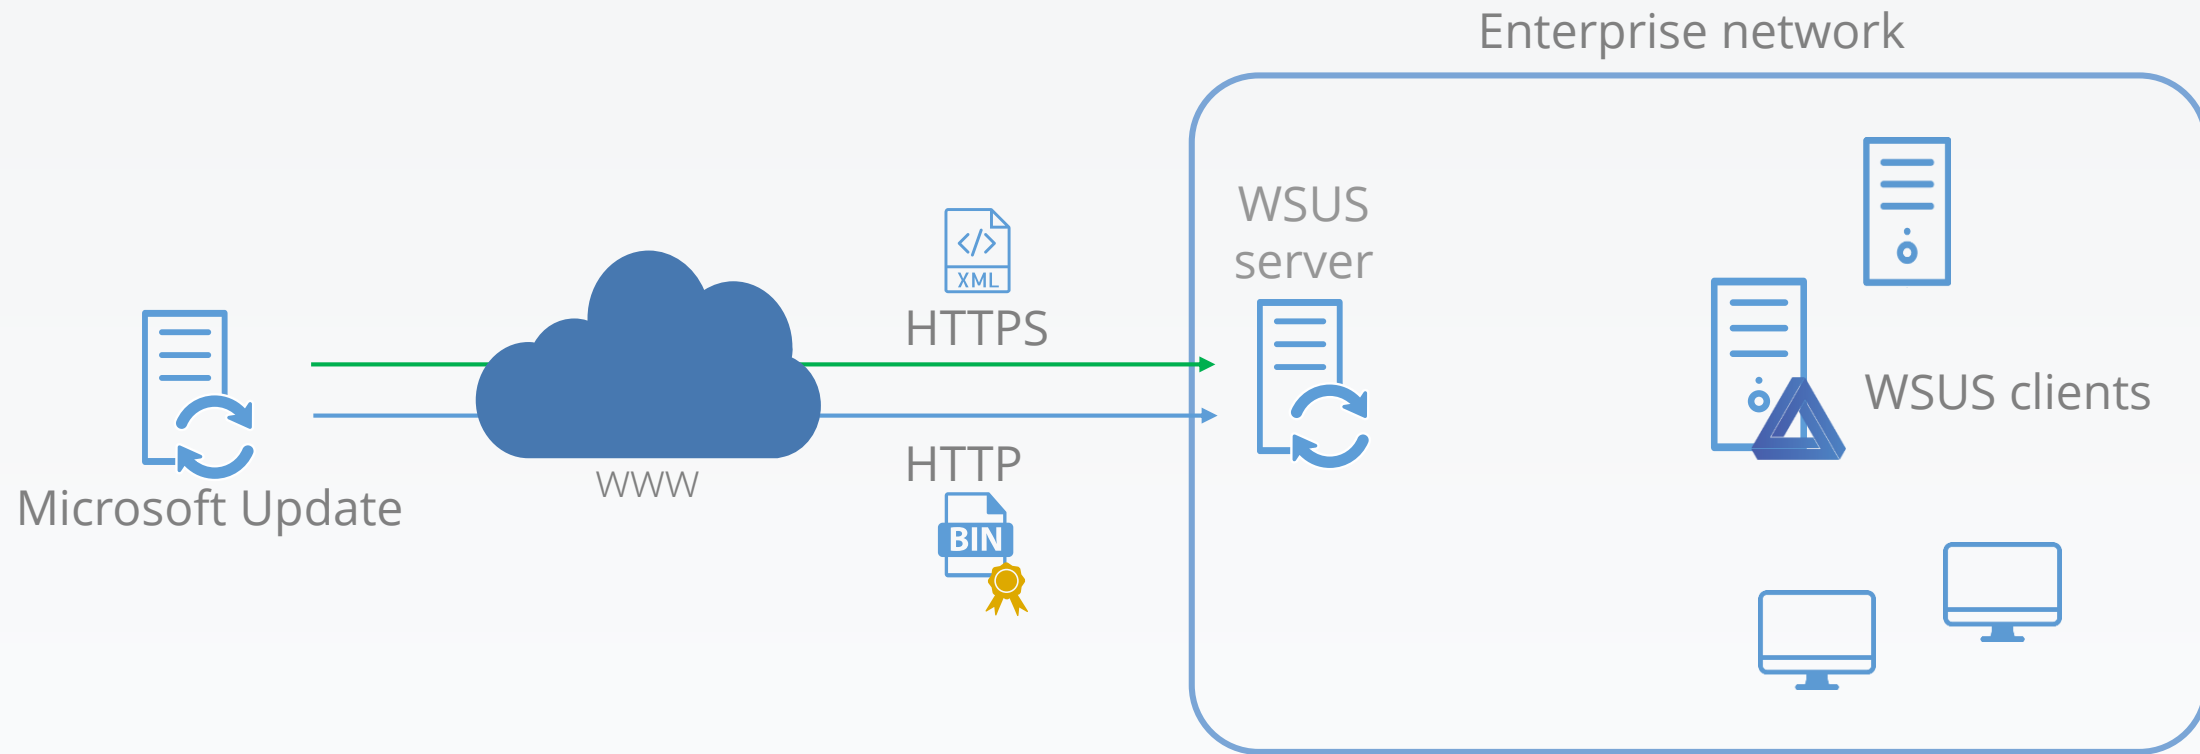 Enterprise network
WSUS
server
</>
XML
HTTPS
WSUS clients
HTTP
WWW
Microsoft Update
BIN